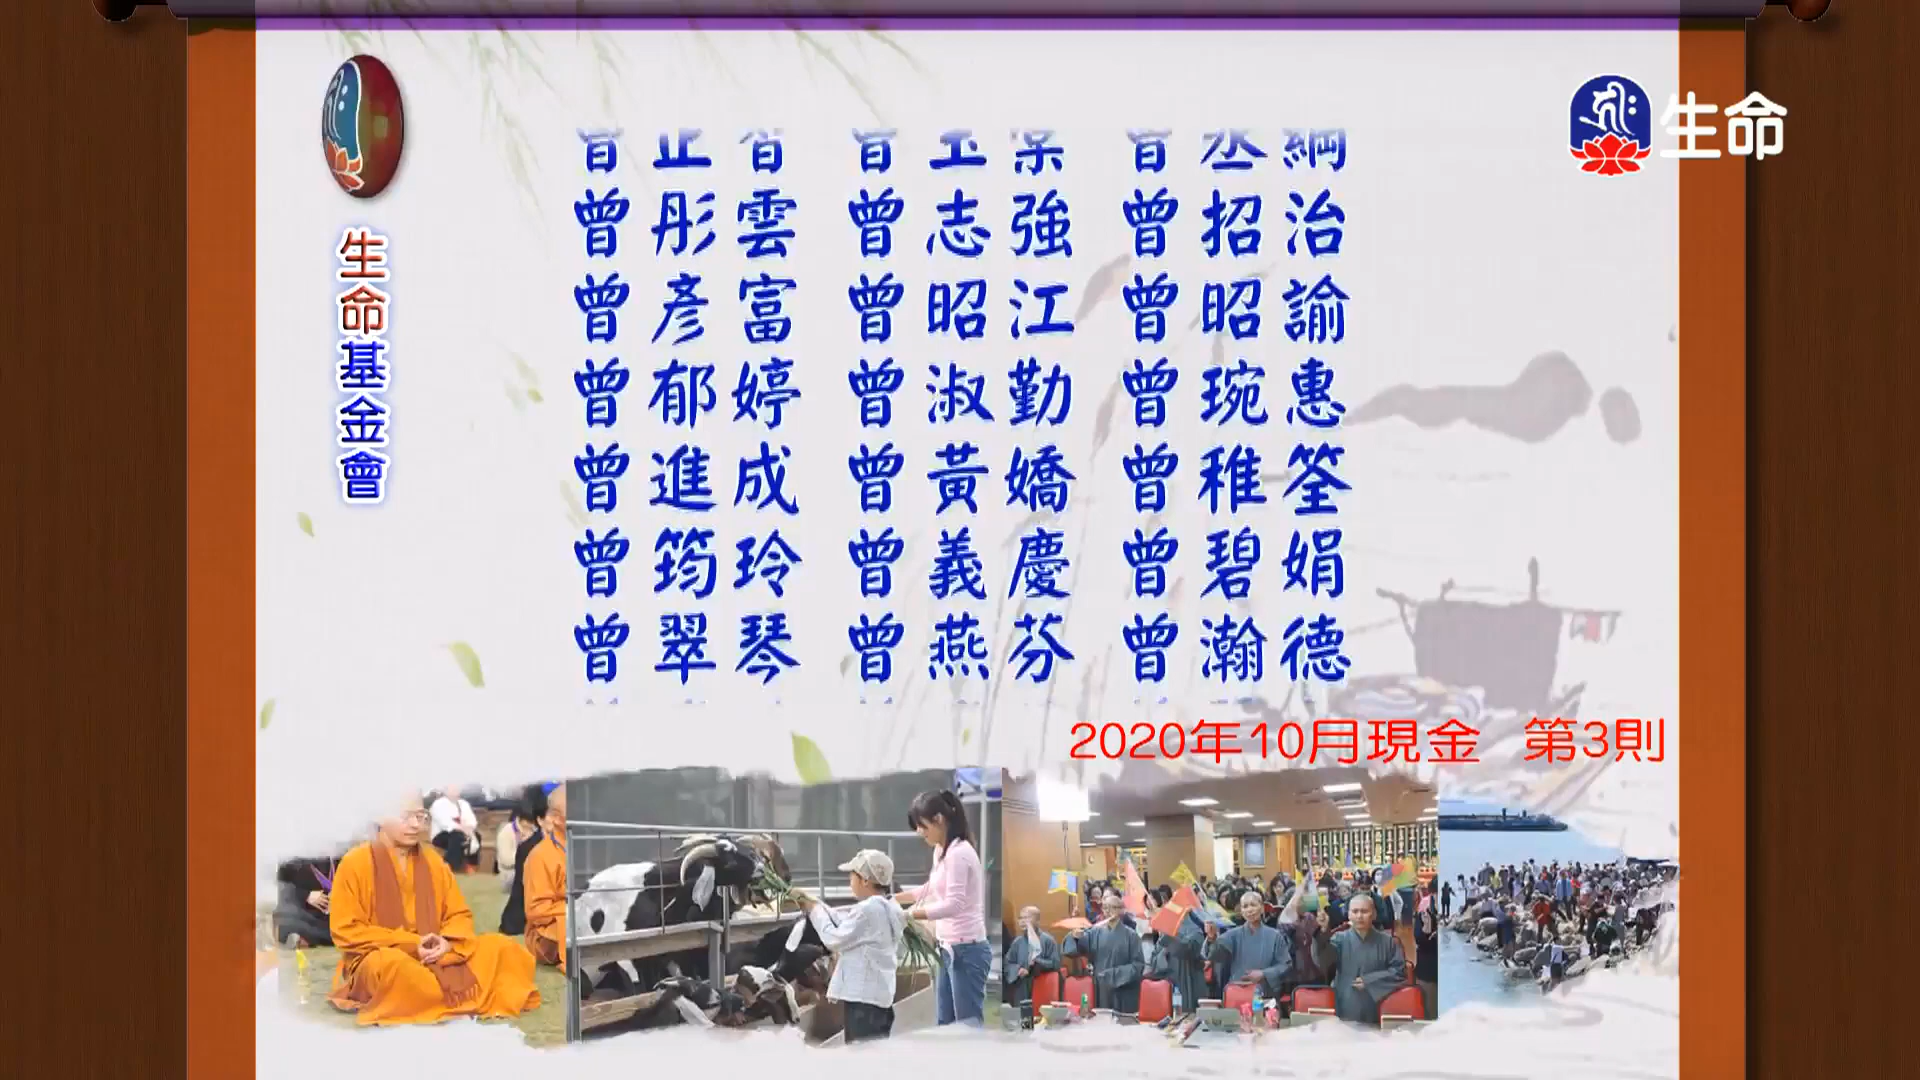 生命
生命基金會
曾彤雲 曾志強 曾招治
曾彥富 曾昭江 曾昭諭
曾郁婷 曾淑勤 曾琬惠
曾進成 曾黃嬌 曾稚筌
曾筠玲 曾義慶 曾碧娟
曾翠琴 曾燕芬 曾瀚德
2020年10月現金 第3則